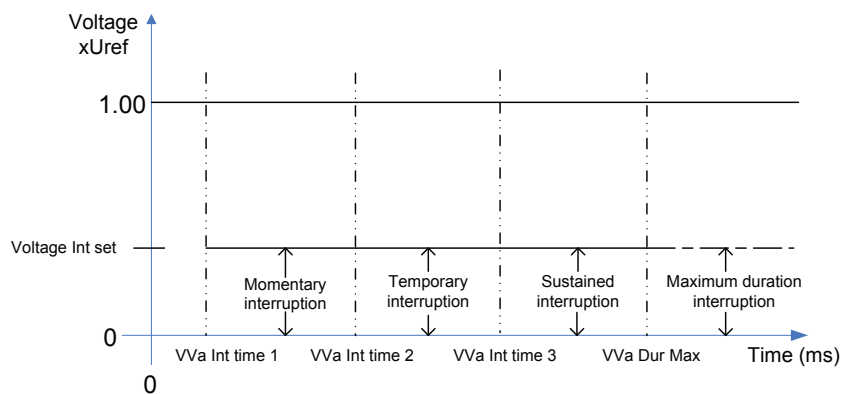 Voltage
xUref
1.00
Voltage Int set
Momentary
interruption
Temporary
interruption
Sustained
interruption
Maximum duration
interruption
0
VVa Int time 1
VVa Int time 2
VVa Int time 3
VVa Dur Max
Time (ms)
0